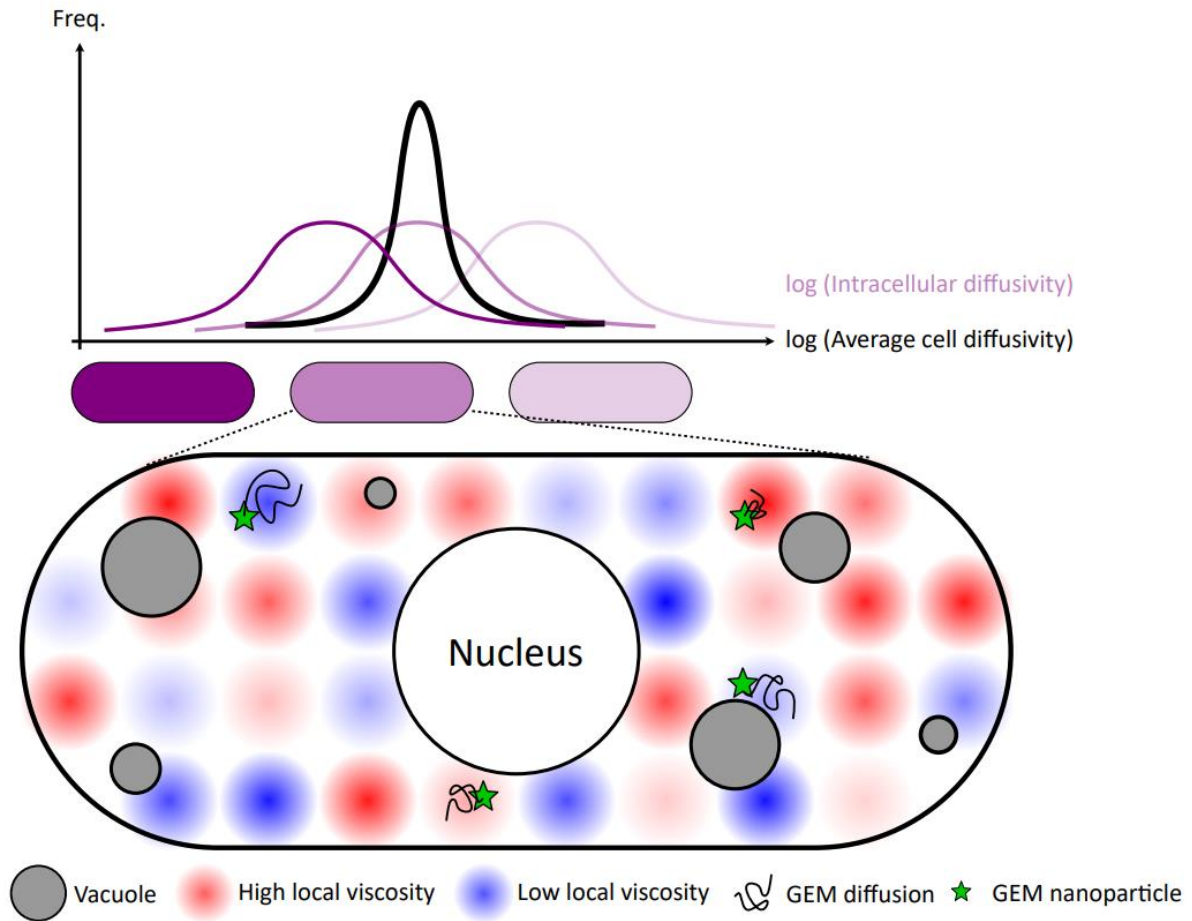 Freq.
log (Intracellular diffusivity)
log (Average cell diffusivity)
Nucleus
Vacuole
High local viscosity
Low local viscosity
GEM diffusion
GEM nanoparticle